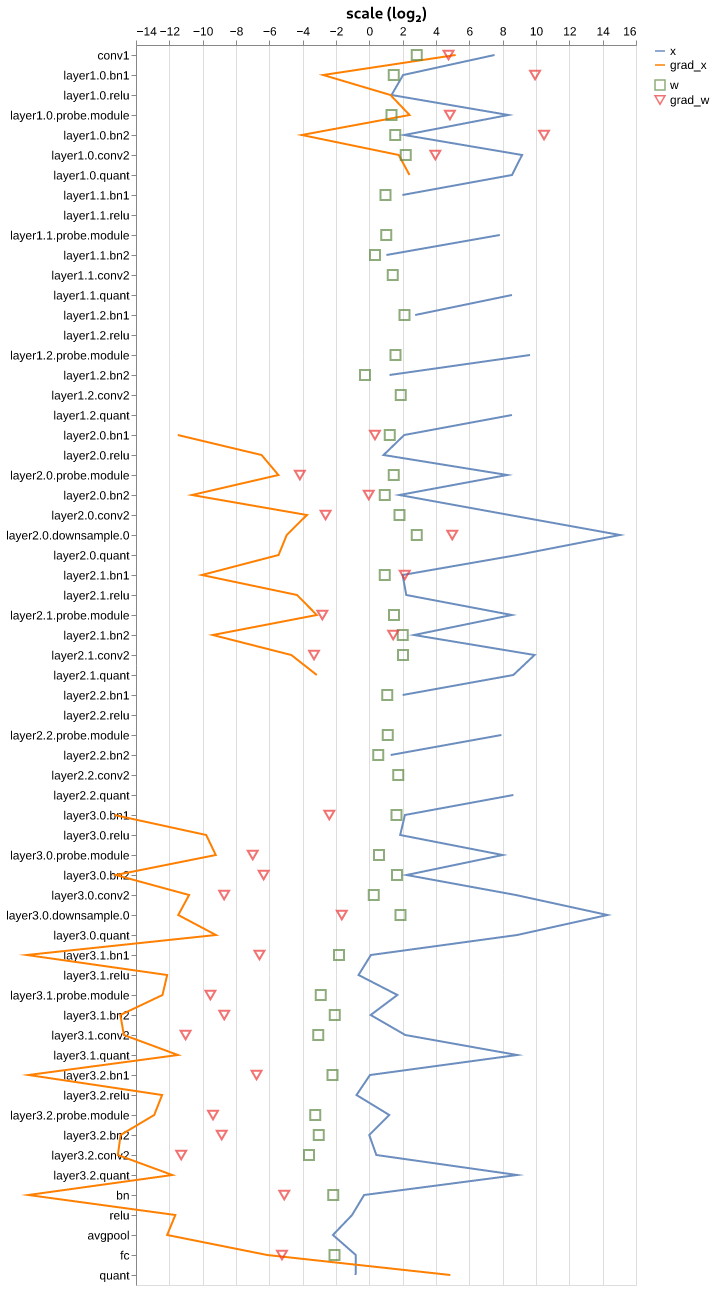 scale (log₂)
−14 −12 −10 −8 −6 −4 −2 0 2 4 6 8 10 12 14 16
x
grad_x
w
grad_w
conv1
layer1.0.bn1
layer1.0.relu
layer1.0.probe.module
layer1.0.bn2
layer1.0.conv2
layer1.0.quant
layer1.1.bn1
layer1.1.relu
layer1.1.probe.module
layer1.1.bn2
layer1.1.conv2
layer1.1.quant
layer1.2.bn1
layer1.2.relu
layer1.2.probe.module
layer1.2.bn2
layer1.2.conv2
layer1.2.quant
layer2.0.bn1
layer2.0.relu
layer2.0.probe.module
layer2.0.bn2
layer2.0.conv2
layer2.0.downsample.0
layer2.0.quant
layer2.1.bn1
layer2.1.relu
layer2.1.probe.module
layer2.1.bn2
layer2.1.conv2
layer2.1.quant
layer2.2.bn1
layer2.2.relu
layer2.2.probe.module
layer2.2.bn2
layer2.2.conv2
layer2.2.quant
layer3.0.bn1
layer3.0.relu
layer3.0.probe.module
layer3.0.bn2
layer3.0.conv2
layer3.0.downsample.0
layer3.0.quant
layer3.1.bn1
layer3.1.relu
layer3.1.probe.module
layer3.1.bn2
layer3.1.conv2
layer3.1.quant
layer3.2.bn1
layer3.2.relu
layer3.2.probe.module
layer3.2.bn2
layer3.2.conv2
layer3.2.quant
bn
relu
avgpool
fc
quant